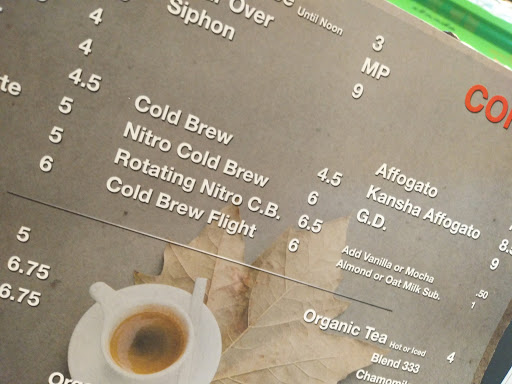 Until Noon 3
Over
Siphon MP
9
4
4
4.5
5
5
6
Cold Brew 4.5
Nitro Cold Brew 6
Rotating Nitro C.B. 6.5
Cold Brew Flight 6
5
6.75
6.75
Affogato
Kansha Affogato
G.D. 9
Add Vanilla or Mocha .50
Almond or Oat Milk Sub. 1
Organic Tea Hot or Iced 4
Blend 333